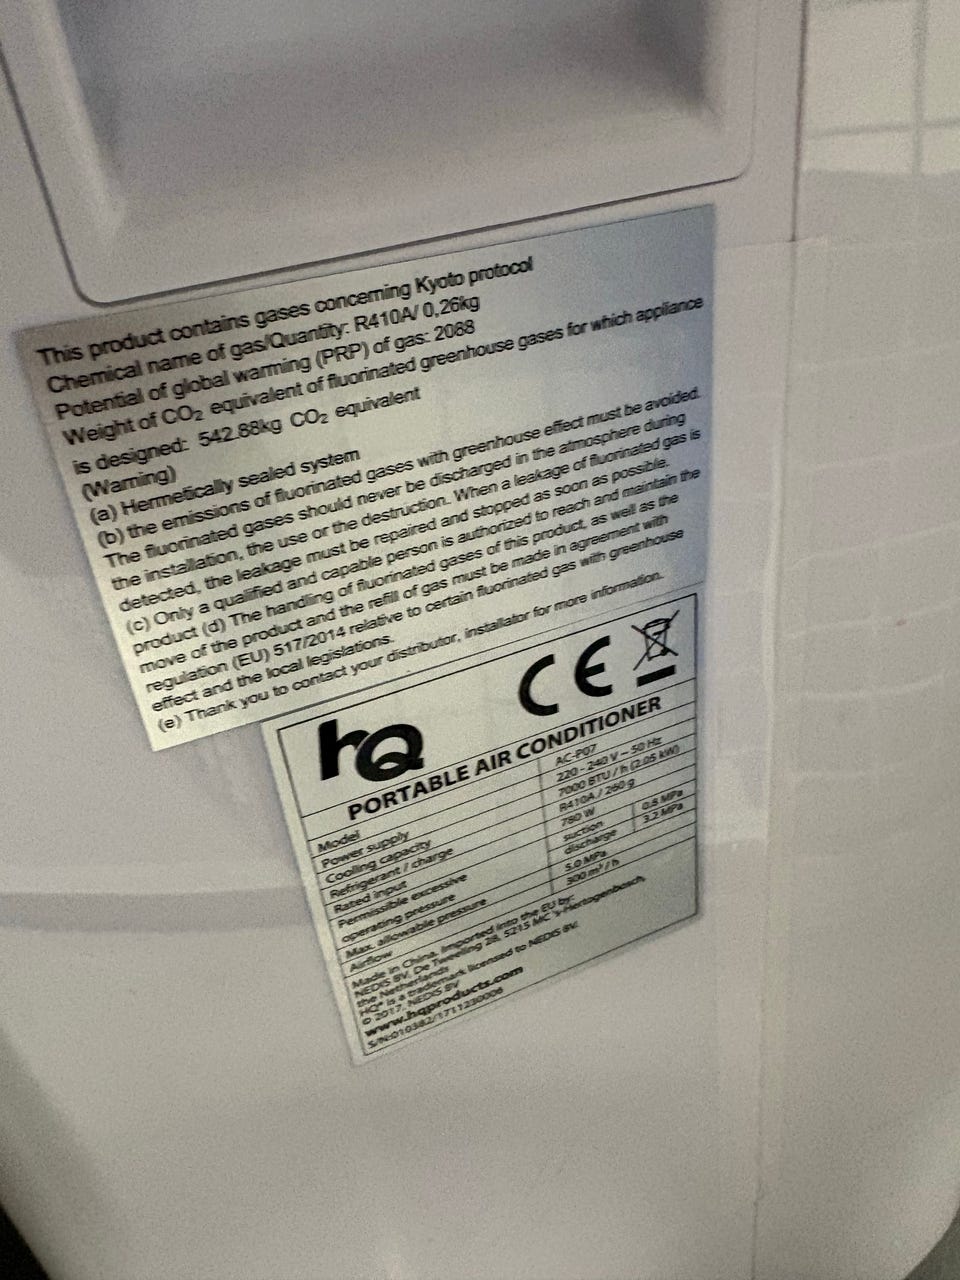 This product contains gases concerning Kyoto protocol
Chemical name of gas/Quantity: R410A/ 0,26kg
Potential of global warming (PRP) of gas: 2088
Weight of CO₂ equivalent of fluorinated greenhouse gases for which appliance
is designed: 542.88kg CO₂ equivalent
(Warning)
(a) Hermetically sealed system
(b) the emissions of fluorinated gases with greenhouse effect must be avoided.
The fluorinated gases should never be discharged in the atmosphere during
the installation, the use or the destruction. When a leakage of fluorinated gas is
detected, the leakage must be repaired and stopped as soon as possible.
(c) Only a qualified and capable person is authorized to reach and maintain the
product (d) The handling of fluorinated gases of this product, as well as the
move of the product and the refill of gas must be made in agreement with
regulation (EU) 517/2014 relative to certain fluorinated gas with greenhouse
effect and the local legislations.
(e) Thank you to contact your distributor, installator for more information.
hQ CE
PORTABLE AIR CONDITIONER
Model AC-P07
Power supply 220 - 240 V ~ 50 Hz
Cooling capacity 7000 BTU / h (2.05 kW)
Refrigerant / charge R410A / 260 g
Rated input 780 W
Permissible excessive suction 0.8 MPa
operating pressure discharge 3.2 MPa
Max. allowable pressure 5.0 MPa
Airflow 300 m³ / h
Made in China. Imported into the EU by:
NEDIS BV, De Tweeling 28, 5215 MC 's-Hertogenbosch,
the Netherlands
HQ® is a trademark licensed to NEDIS BV.
© 2017, NEDIS BV
www.hqproducts.com
S/N:010382/1711230006